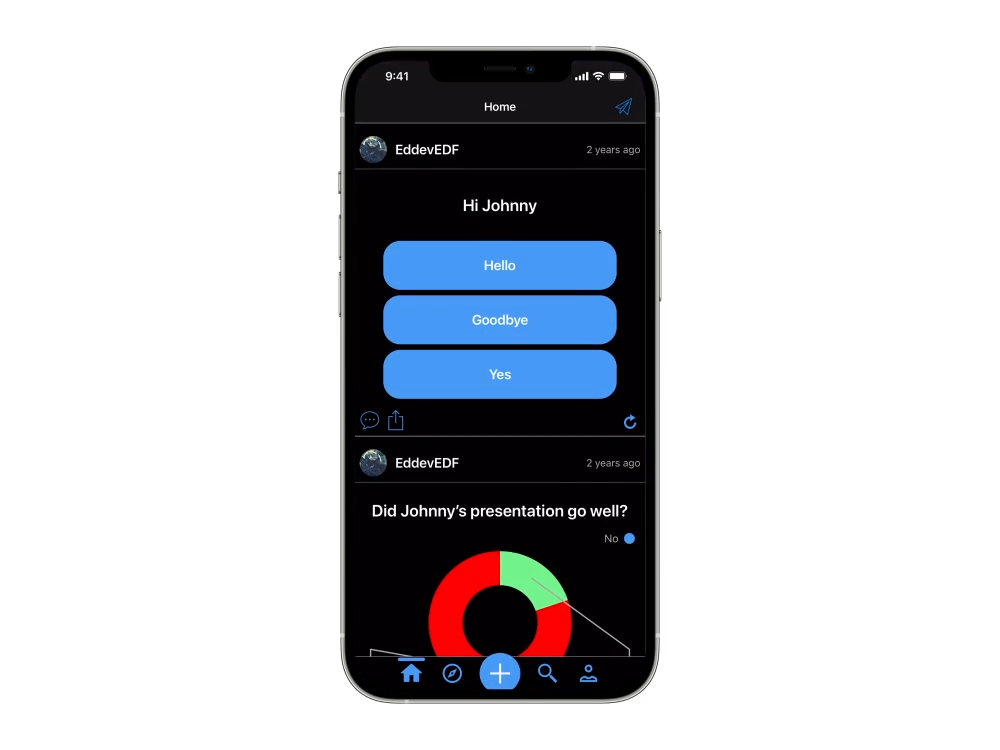 9:41
Home
EddevEDF
2 years ago
Hi Johnny
Hello
Goodbye
Yes
EddevEDF
2 years ago
Did Johnny’s presentation go well?
No